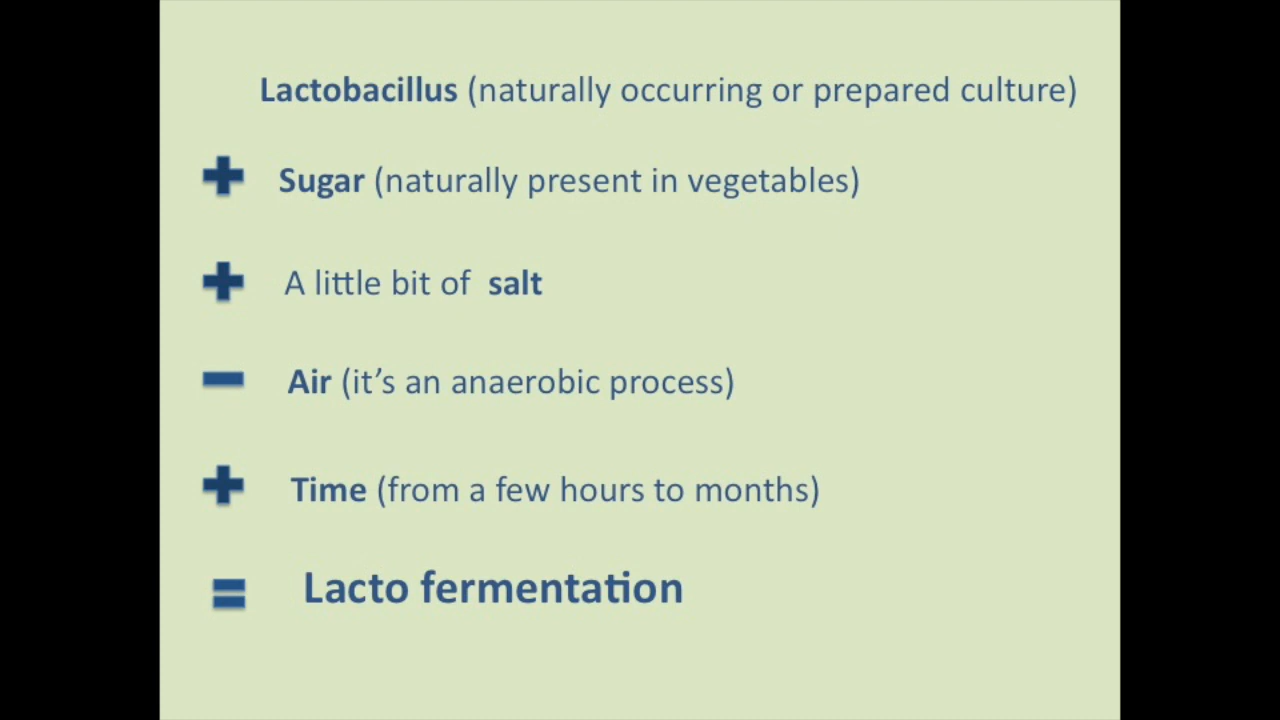 Lactobacillus (naturally occurring or prepared culture)
+ Sugar (naturally present in vegetables)
+ A little bit of salt
- Air (it’s an anaerobic process)
+ Time (from a few hours to months)
= Lacto fermentation